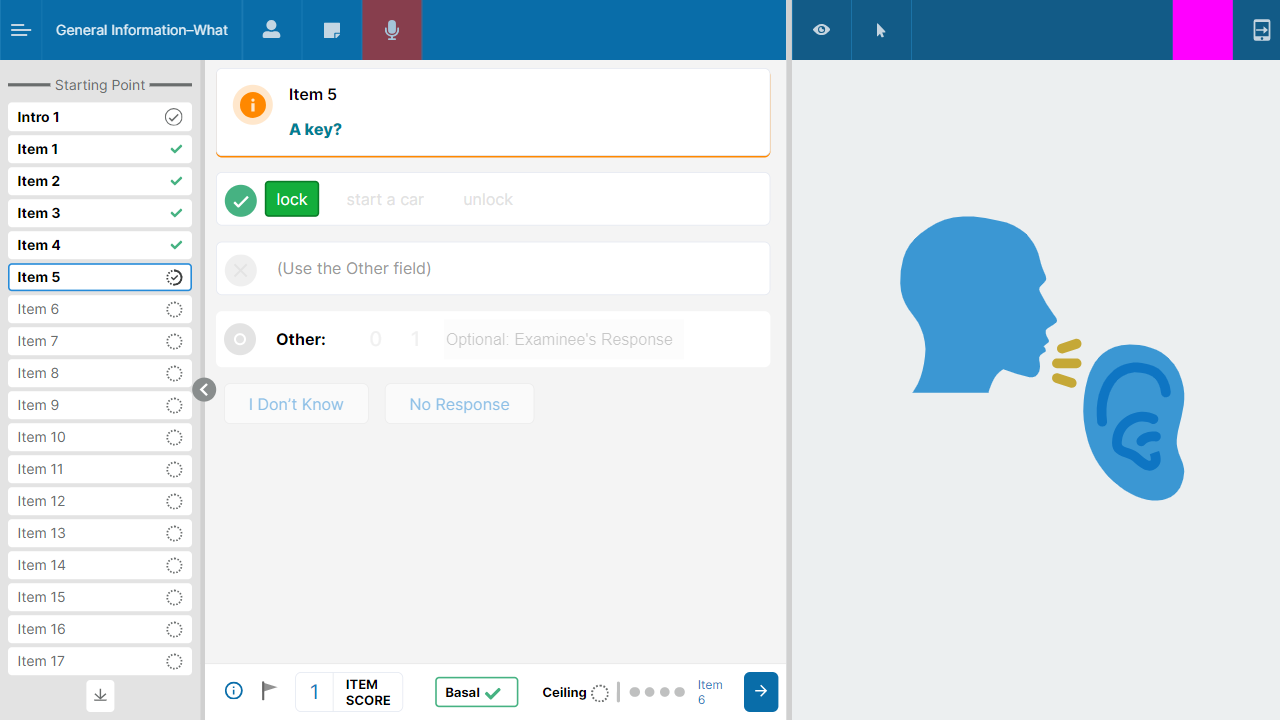 General Information–What
Starting Point
Intro 1
Item 1
Item 2
Item 3
Item 4
Item 5
Item 6
Item 7
Item 8
Item 9
Item 10
Item 11
Item 12
Item 13
Item 14
Item 15
Item 16
Item 17
Item 5
A key?
lock start a car unlock
(Use the Other field)
Other: 0 1 Optional: Examinee's Response
I Don't Know No Response
1 ITEM
SCORE
Basal
Ceiling
Item
6